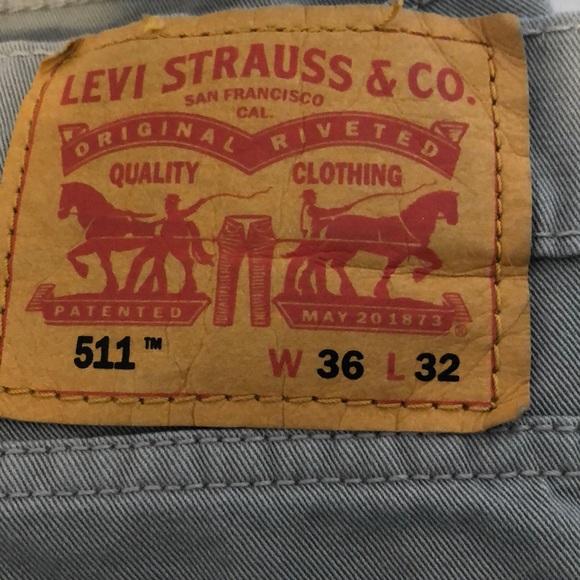 LEVI STRAUSS & CO.
SAN FRANCISCO
CAL.
ORIGINAL RIVETED
QUALITY CLOTHING
PATENTED MAY 20 1873 ®
511™ W 36 L 32